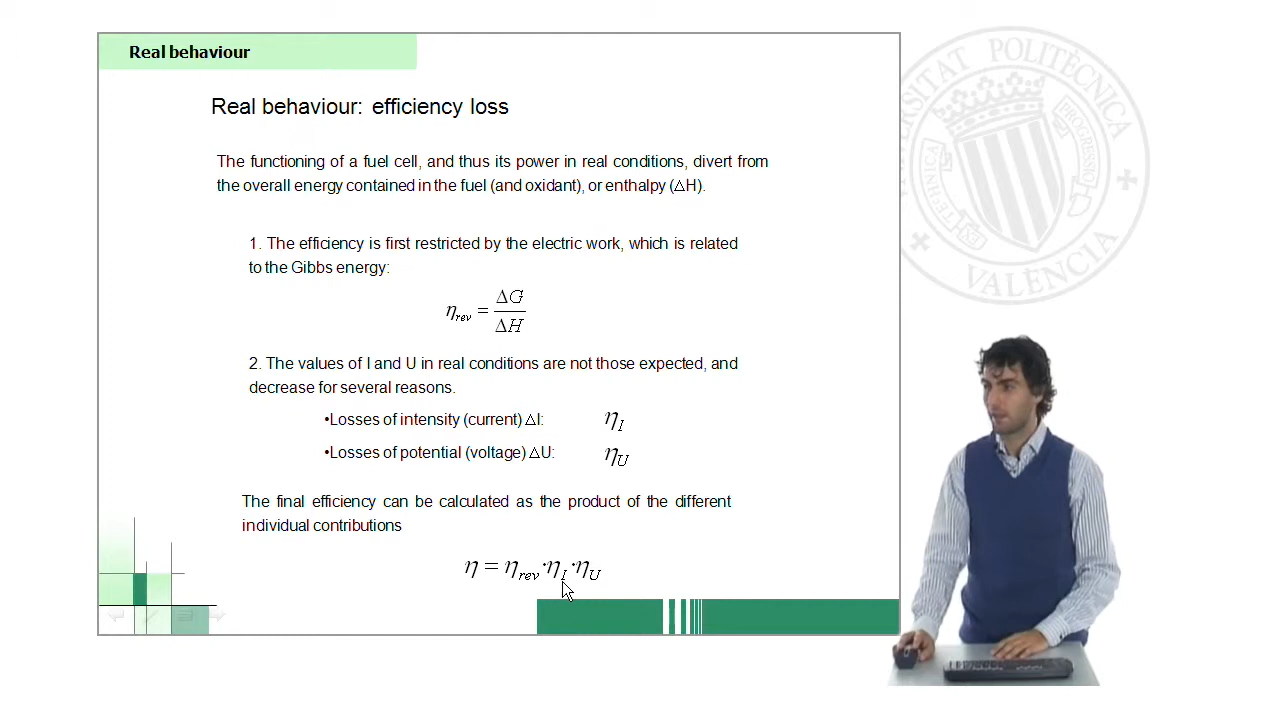 Real behaviour
Real behaviour: efficiency loss
The functioning of a fuel cell, and thus its power in real conditions, divert from
the overall energy contained in the fuel (and oxidant), or enthalpy (ΔH).
1. The efficiency is first restricted by the electric work, which is related
to the Gibbs energy:
η_rev = ΔG/ΔH
2. The values of I and U in real conditions are not those expected, and
decrease for several reasons.
•Losses of intensity (current) ΔI: η_I
•Losses of potential (voltage) ΔU: η_U
The final efficiency can be calculated as the product of the different
individual contributions
η = η_rev·η_I·η_U
UNIVERSITAT POLITÈCNICA
DE VALÈNCIA